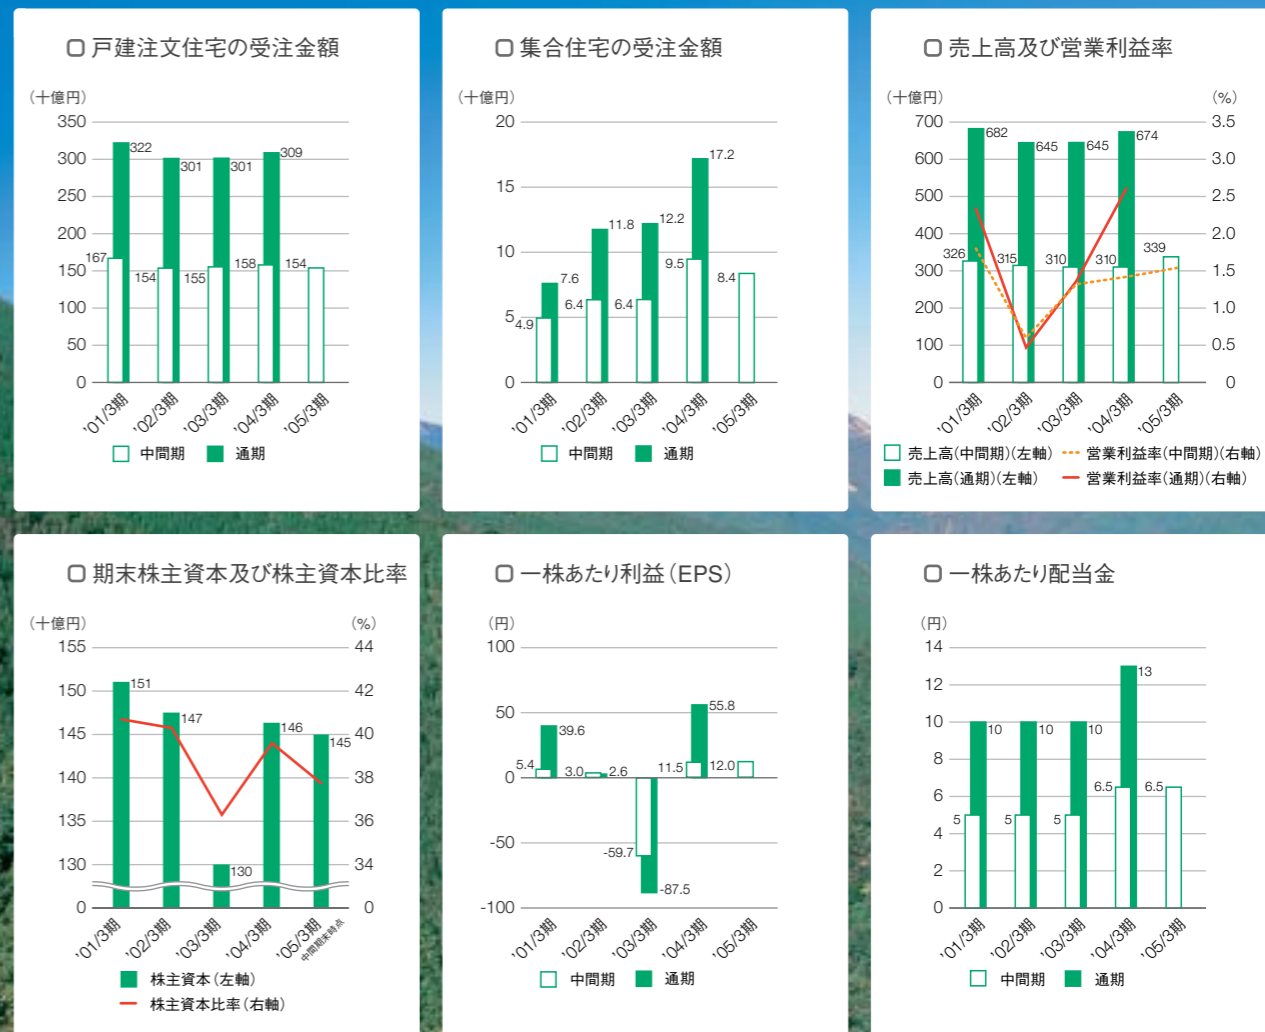 戸建注文住宅の受注金額
（十億円）
350
300
250
200
150
100
50
0
322
301
301
309
167
154
155
158
154
'01/3期
'02/3期
'03/3期
'04/3期
'05/3期
中間期 通期
集合住宅の受注金額
（十億円）
20
15
10
5
0
4.9
7.6
6.4
11.8
6.4
12.2
9.5
17.2
8.4
'01/3期
'02/3期
'03/3期
'04/3期
'05/3期
中間期 通期
売上高及び営業利益率
（十億円） （%）
700 3.5
600 3.0
500 2.5
400 2.0
300 1.5
200 1.0
100 0.5
0 0
682
645
645
674
326
315
310
310
339
'01/3期
'02/3期
'03/3期
'04/3期
'05/3期
売上高(中間期)(左軸) 営業利益率(中間期)(右軸)
売上高(通期)(左軸) 営業利益率(通期)(右軸)
期末株主資本及び株主資本比率
（十億円） （%）
155 44
150 42
145 40
140 38
135 36
130 34
0 0
151
147
130
146
145
'01/3期
'02/3期
'03/3期
'04/3期
'05/3期
中間期末時点
株主資本（左軸）
株主資本比率（右軸）
一株あたり利益（EPS）
（円）
100
50
0
-50
-100
5.4
39.6
3.0
2.6
-59.7
-87.5
11.5
55.8
12.0
'01/3期
'02/3期
'03/3期
'04/3期
'05/3期
中間期 通期
一株あたり配当金
（円）
14
12
10
8
6
4
2
0
5
10
5
10
5
10
6.5
13
6.5
'01/3期
'02/3期
'03/3期
'04/3期
'05/3期
中間期 通期